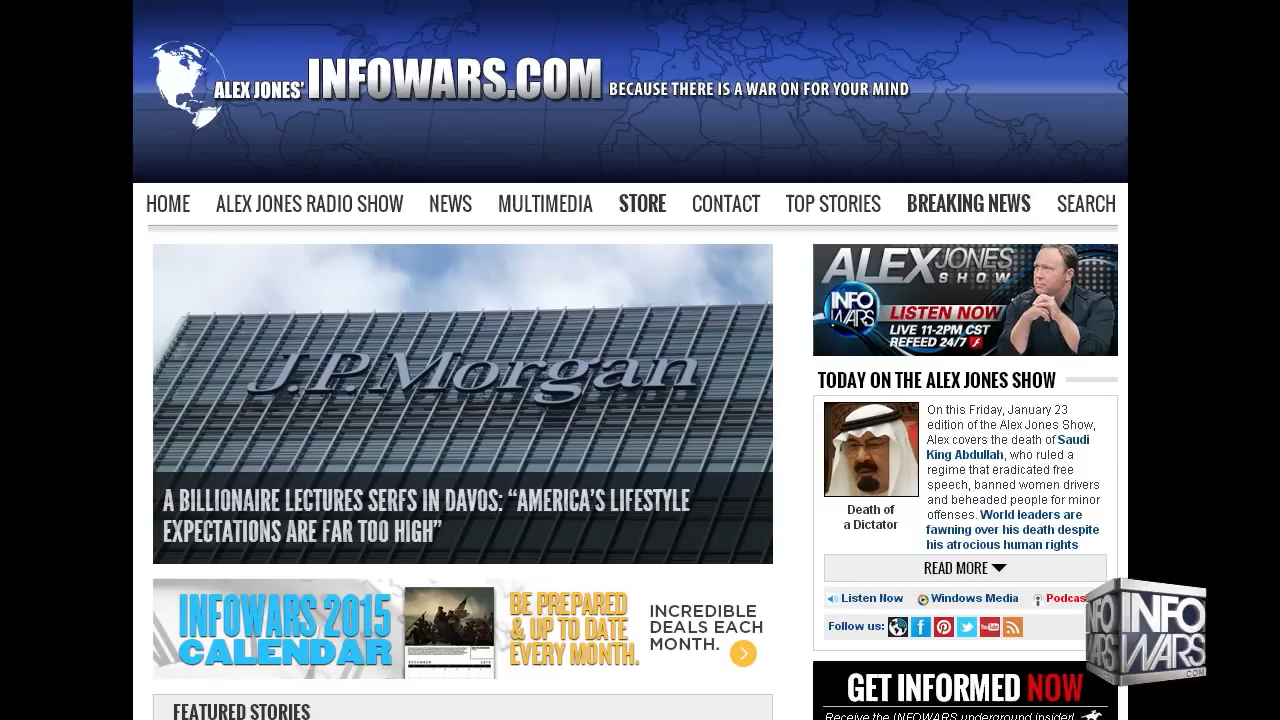 ALEX JONES' INFOWARS.COM BECAUSE THERE IS A WAR ON FOR YOUR MIND
HOME ALEX JONES RADIO SHOW NEWS MULTIMEDIA STORE CONTACT TOP STORIES BREAKING NEWS SEARCH
J.P.Morgan
A BILLIONAIRE LECTURES SERFS IN DAVOS: “AMERICA’S LIFESTYLE
EXPECTATIONS ARE FAR TOO HIGH”
INFOWARS 2015
CALENDAR
BE PREPARED
& UP TO DATE
EVERY MONTH.
INCREDIBLE
DEALS EACH
MONTH.
FEATURED STORIES
ALEX JONES
SHOW
INFO
WARS
LISTEN NOW
LIVE 11-2PM CST
REFEED 24/7
TODAY ON THE ALEX JONES SHOW
Death of
a Dictator
On this Friday, January 23
edition of the Alex Jones Show,
Alex covers the death of Saudi
King Abdullah, who ruled a
regime that eradicated free
speech, banned women drivers
and beheaded people for minor
offenses. World leaders are
fawning over his death despite
his atrocious human rights
READ MORE
Listen Now Windows Media Podcas
Follow us:
You Tube
INFO
WARS
.COM
INFO
WARS
GET INFORMED NOW
Receive the INFOWARS underground insider!